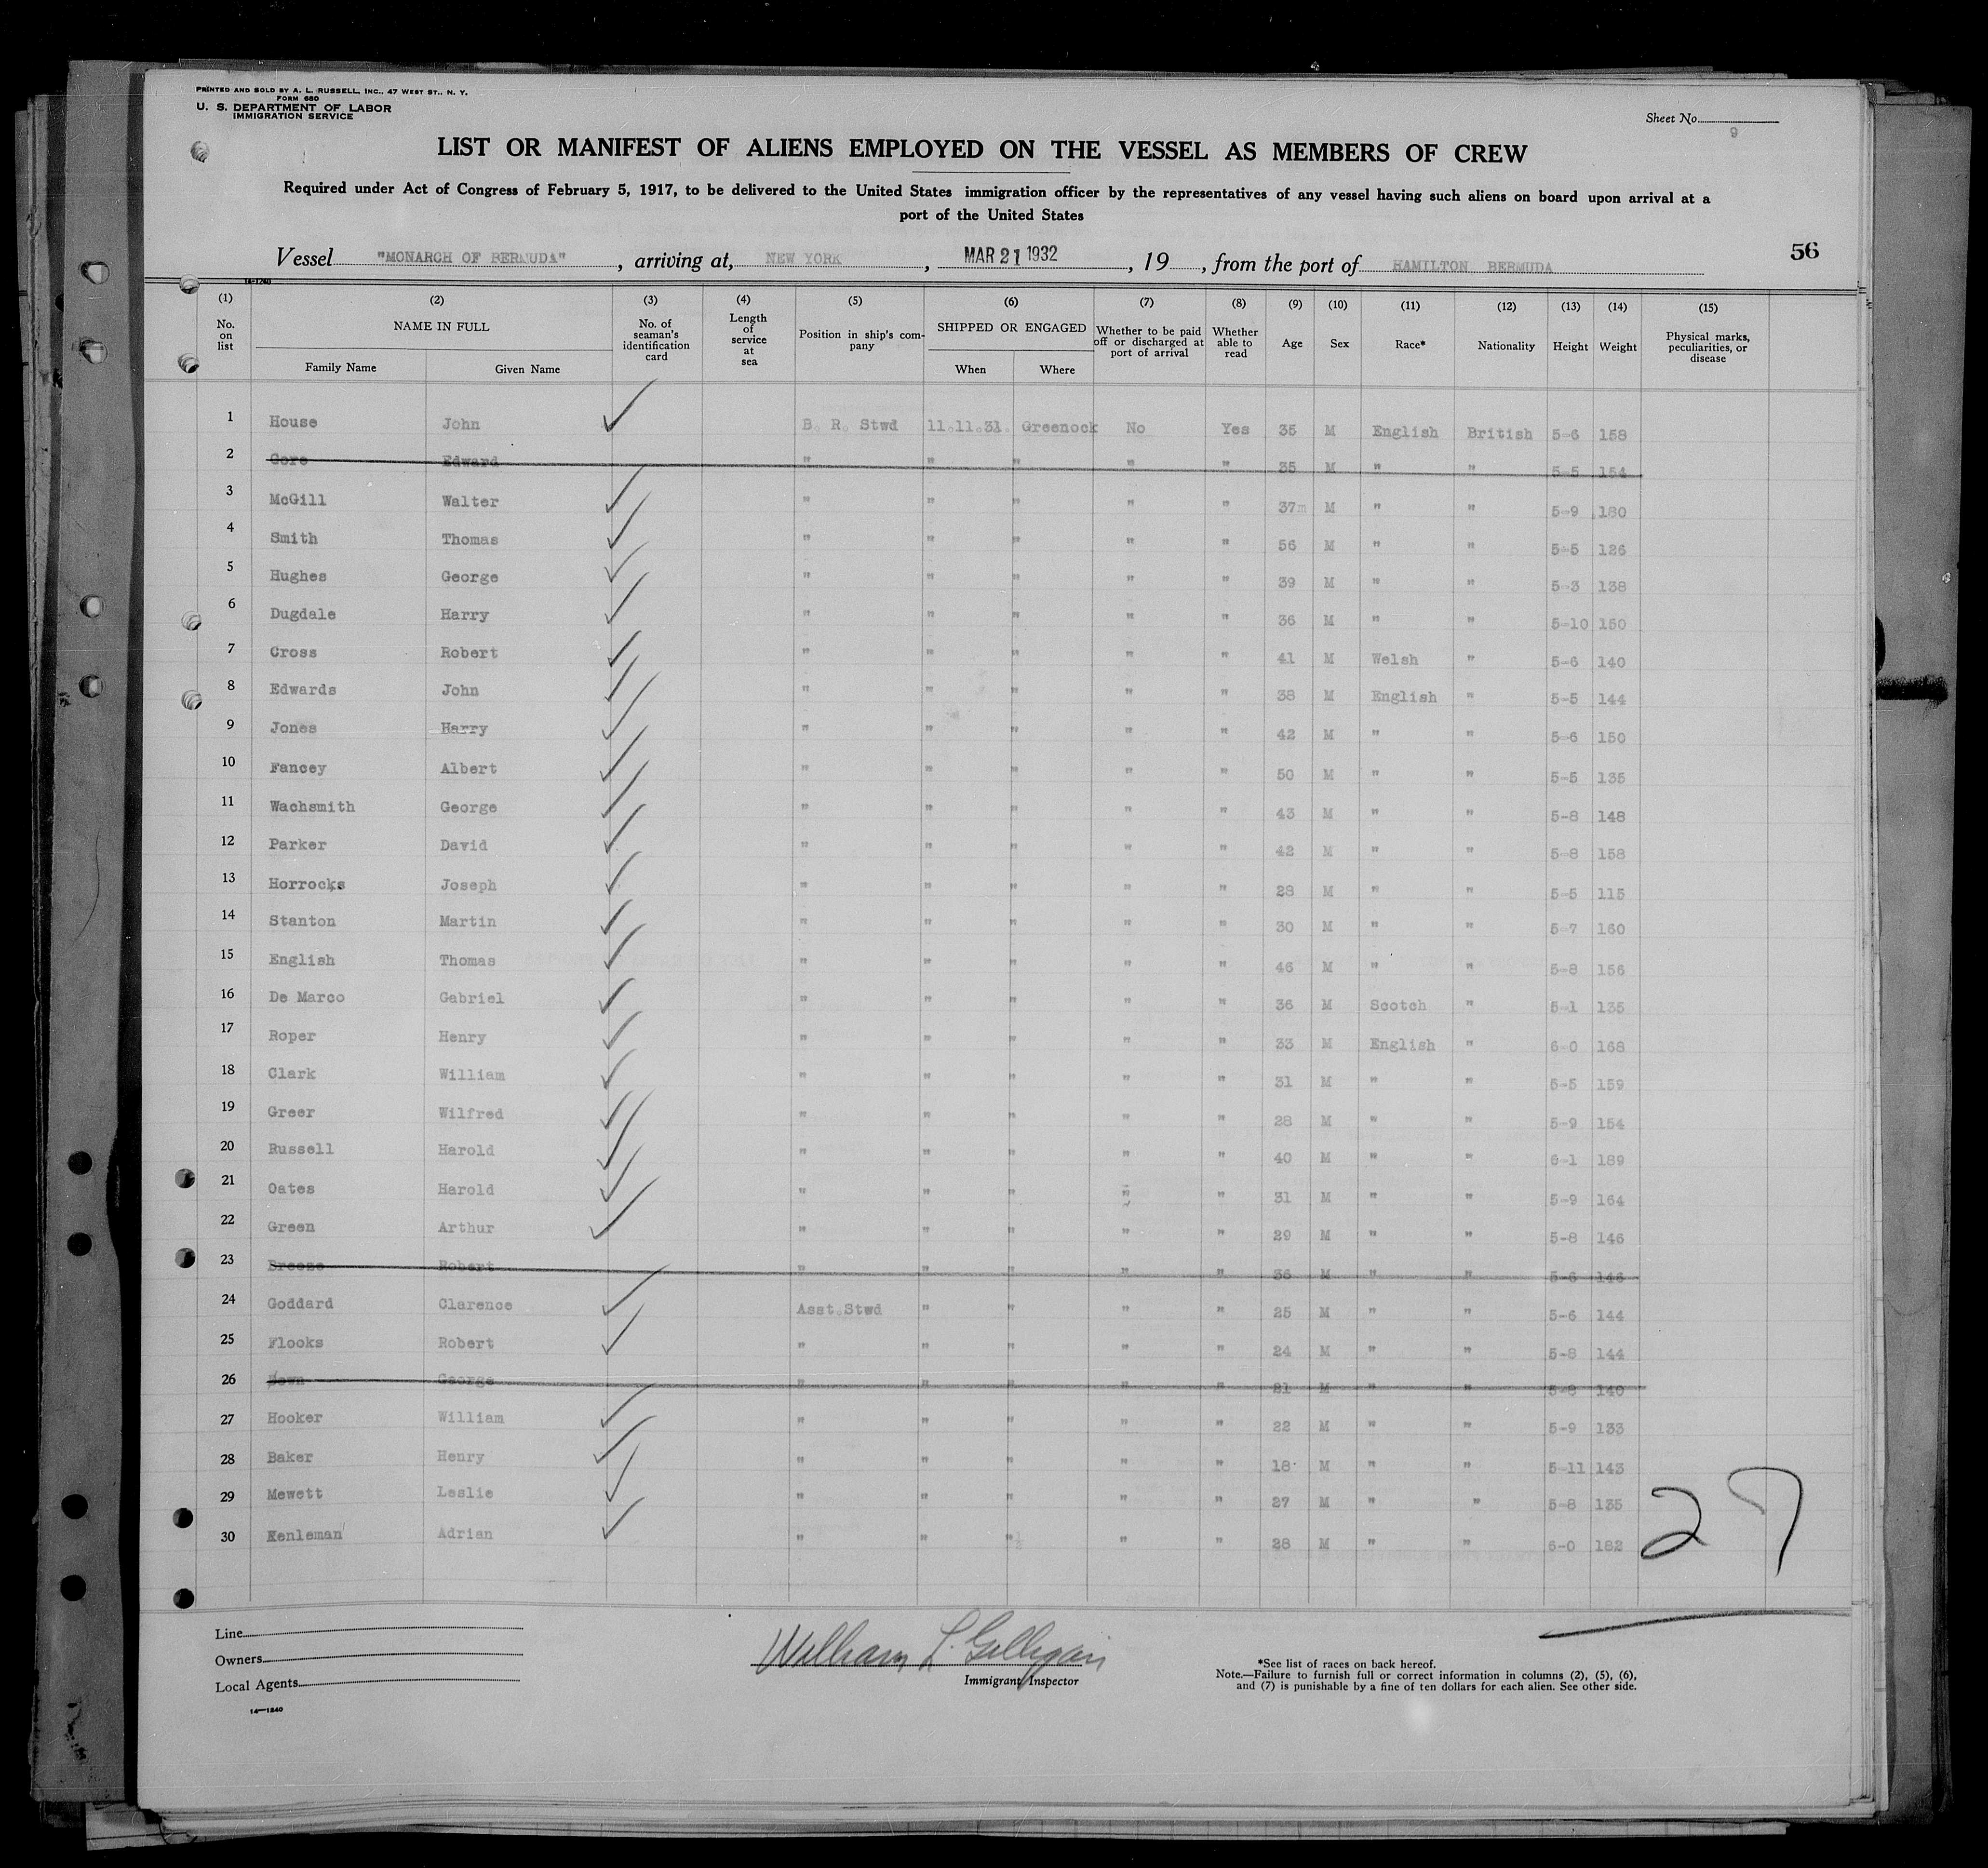 PRINTED AND SOLD BY A. L. RUSSELL, INC., 47 WEST ST., N. Y.
FORM 680
U. S. DEPARTMENT OF LABOR
IMMIGRATION SERVICE
Sheet No. 9
LIST OR MANIFEST OF ALIENS EMPLOYED ON THE VESSEL AS MEMBERS OF CREW
Required under Act of Congress of February 5, 1917, to be delivered to the United States immigration officer by the representatives of any vessel having such aliens on board upon arrival at a
port of the United States
Vessel "MONARCH OF BERMUDA", arriving at, NEW YORK, MAR 21 1932, 19, from the port of HAMILTON BERMUDA
56
14-1240
(1) (2) (3) (4) (5) (6) (7) (8) (9) (10) (11) (12) (13) (14) (15)
No. on list NAME IN FULL Family Name Given Name No. of seaman's identification card Length of service at sea Position in ship's company SHIPPED OR ENGAGED When Where Whether to be paid off or discharged at port of arrival Whether able to read Age Sex Race* Nationality Height Weight Physical marks, peculiarities, or disease
1 House John B. R. Stwd 11.11.31. Greenock No Yes 35 M English British 5-6 158
2 Gore Edward " " " " " 35 M " " 5-5 154
3 McGill Walter " " " " " 37m M " " 5-9 180
4 Smith Thomas " " " " " 56 M " " 5-5 126
5 Hughes George " " " " " 39 M " " 5-3 138
6 Dugdale Harry " " " " " 36 M " " 5-10 150
7 Cross Robert " " " " " 41 M Welsh " 5-6 140
8 Edwards John " " " " " 38 M English " 5-5 144
9 Jones Harry " " " " " 42 M " " 5-6 150
10 Fancey Albert " " " " " 50 M " " 5-5 135
11 Wachsmith George " " " " " 43 M " " 5-8 148
12 Parker David " " " " " 42 M " " 5-8 158
13 Horrocks Joseph " " " " " 28 M " " 5-5 115
14 Stanton Martin " " " " " 30 M " " 5-7 160
15 English Thomas " " " " " 46 M " " 5-8 156
16 De Marco Gabriel " " " " " 36 M Scotch " 5-1 135
17 Roper Henry " " " " " 33 M English " 6-0 168
18 Clark William " " " " " 31 M " " 5-5 159
19 Greer Wilfred " " " " " 28 M " " 5-9 154
20 Russell Harold " " " " " 40 M " " 6-1 189
21 Oates Harold " " " " " 31 M " " 5-9 164
22 Green Arthur " " " " " 29 M " " 5-8 146
23 Breeze Robert " " " " " 36 M " " 5-6 146
24 Goddard Clarence Asst.Stwd " " " " 25 M " " 5-6 144
25 Flooks Robert " " " " " 24 M " " 5-8 144
26 George " " " " " 21 M " " 5-8 140
27 Hooker William " " " " " 22 M " " 5-9 133
28 Baker Henry " " " " " 18 M " " 5-11 143
29 Mewett Leslie " " " " " 27 M " " 5-8 135
30 Kenleman Adrian " " " " " 28 M " " 6-0 182
27
Line
Owners
Local Agents
14—1240
William L. Gilligan
Immigrant Inspector
*See list of races on back hereof.
Note.—Failure to furnish full or correct information in columns (2), (5), (6),
and (7) is punishable by a fine of ten dollars for each alien. See other side.